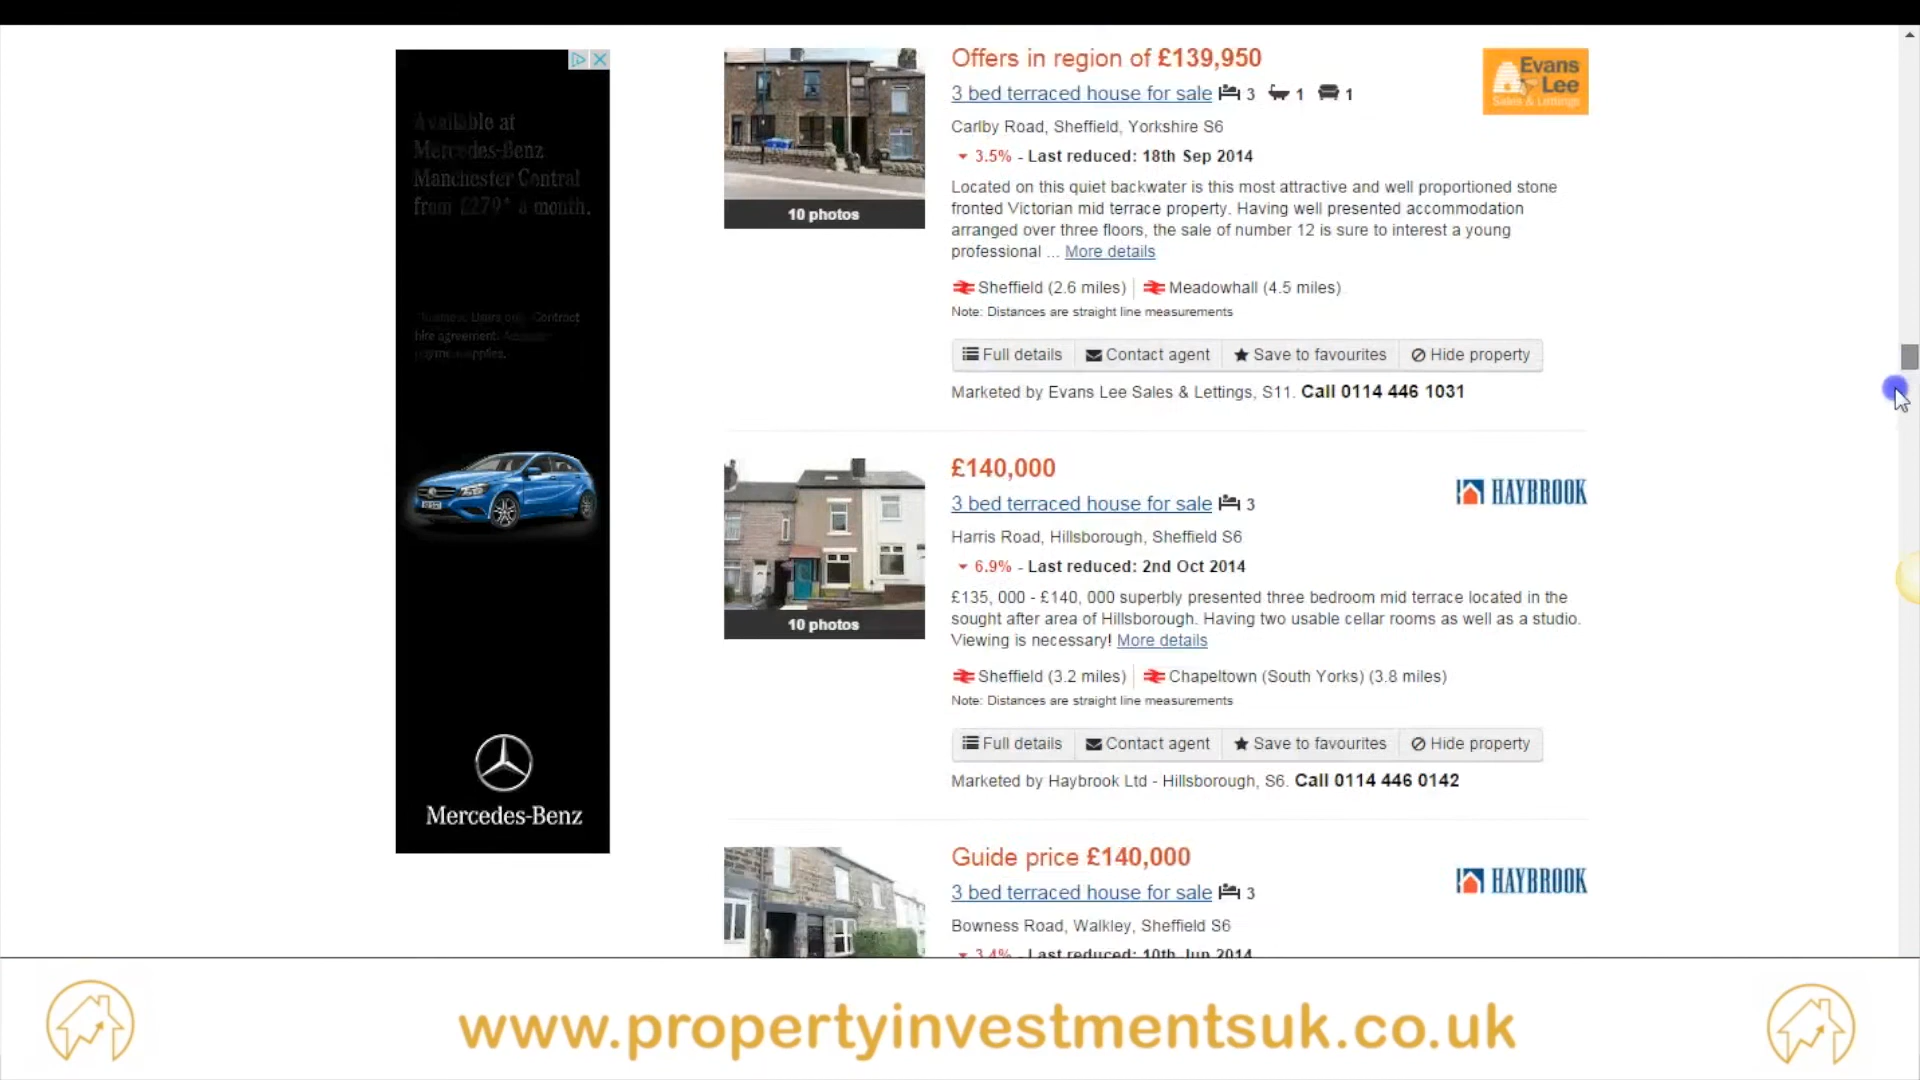 Available at
Mercedes-Benz
Manchester Central
from £279* a month.
hire agreement.
Mercedes-Benz
10 photos
Offers in region of £139,950
3 bed terraced house for sale 3 1 1
Carlby Road, Sheffield, Yorkshire S6
3.5% - Last reduced: 18th Sep 2014
Located on this quiet backwater is this most attractive and well proportioned stone
fronted Victorian mid terrace property. Having well presented accommodation
arranged over three floors, the sale of number 12 is sure to interest a young
professional ... More details
Sheffield (2.6 miles) Meadowhall (4.5 miles)
Note: Distances are straight line measurements
Full details Contact agent Save to favourites Hide property
Marketed by Evans Lee Sales & Lettings, S11. Call 0114 446 1031
Evans
Lee
Sales & Lettings
10 photos
£140,000
3 bed terraced house for sale 3
Harris Road, Hillsborough, Sheffield S6
6.9% - Last reduced: 2nd Oct 2014
£135, 000 - £140, 000 superbly presented three bedroom mid terrace located in the
sought after area of Hillsborough. Having two usable cellar rooms as well as a studio.
Viewing is necessary! More details
Sheffield (3.2 miles) Chapeltown (South Yorks) (3.8 miles)
Note: Distances are straight line measurements
Full details Contact agent Save to favourites Hide property
Marketed by Haybrook Ltd - Hillsborough, S6. Call 0114 446 0142
HAYBROOK
Guide price £140,000
3 bed terraced house for sale 3
Bowness Road, Walkley, Sheffield S6
3.4% - Last reduced: 10th Jun 2014
HAYBROOK
www.propertyinvestmentsuk.co.uk